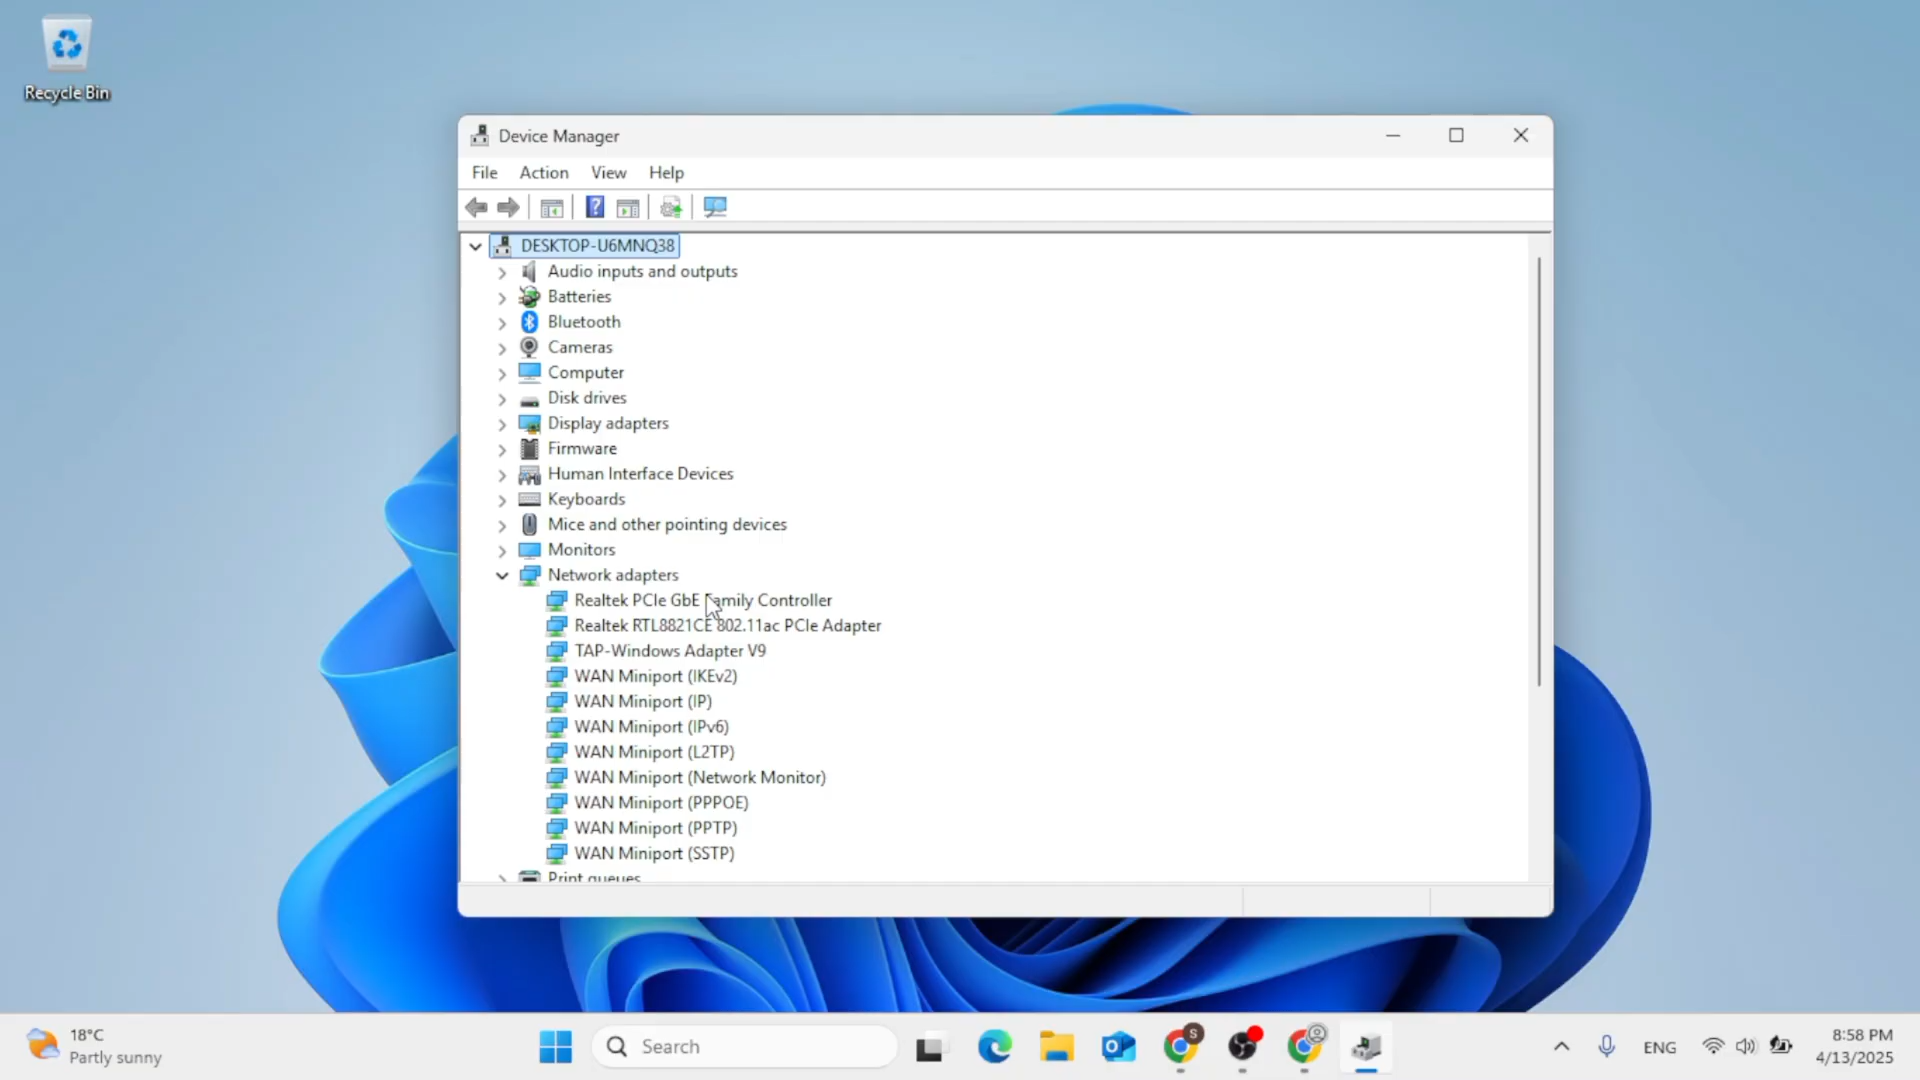 Recycle Bin
Device Manager
File Action View Help
DESKTOP-U6MNQ38
Audio inputs and outputs
Batteries
Bluetooth
Cameras
Computer
Disk drives
Display adapters
Firmware
Human Interface Devices
Keyboards
Mice and other pointing devices
Monitors
Network adapters
Realtek PCIe GbE Family Controller
Realtek RTL8821CE 802.11ac PCIe Adapter
TAP-Windows Adapter V9
WAN Miniport (IKEv2)
WAN Miniport (IP)
WAN Miniport (IPv6)
WAN Miniport (L2TP)
WAN Miniport (Network Monitor)
WAN Miniport (PPPOE)
WAN Miniport (PPTP)
WAN Miniport (SSTP)
Print queues
18°C
Partly sunny
Search
S
ENG
8:58 PM
4/13/2025